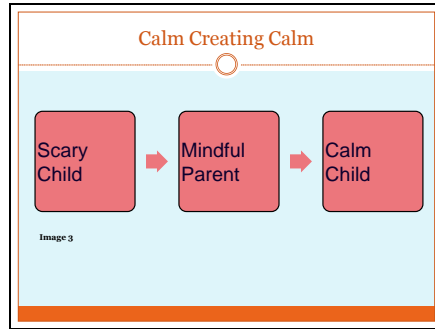 Calm Creating Calm
Scary
Child
Mindful
Parent
Calm
Child
Image 3